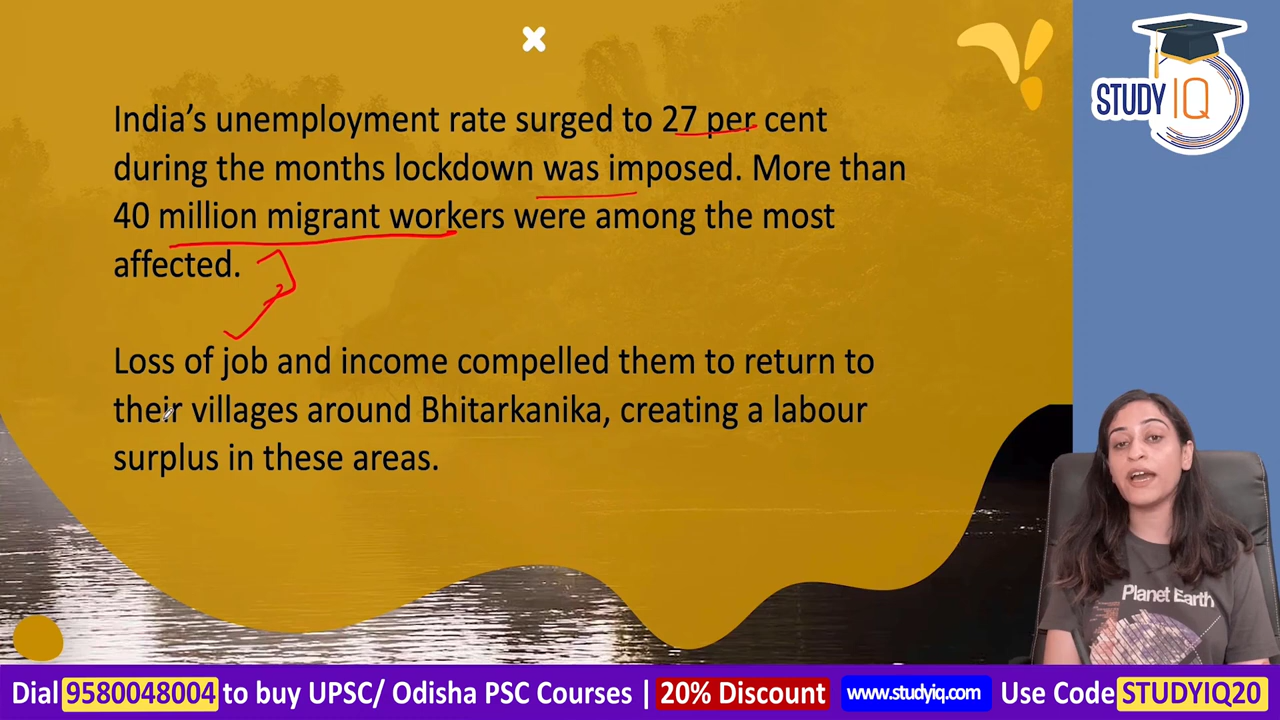 India’s unemployment rate surged to 27 per cent
during the months lockdown was imposed. More than
40 million migrant workers were among the most
affected.
Loss of job and income compelled them to return to
their villages around Bhitarkanika, creating a labour
surplus in these areas.
STUDY IQ
Planet Earth
Dial 9580048004 to buy UPSC/ Odisha PSC Courses | 20% Discount www.studyiq.com Use Code STUDYIQ20